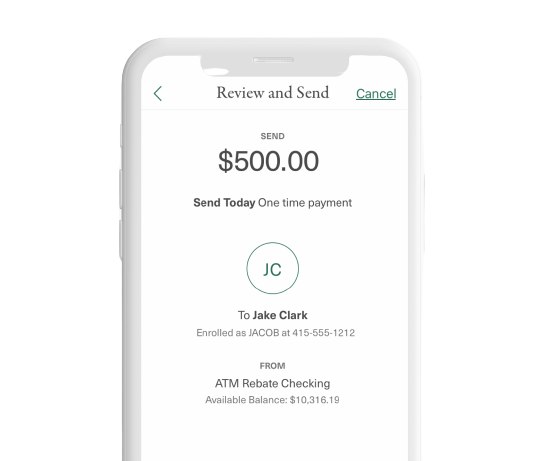 Review and Send
Cancel
SEND
$500.00
Send Today One time payment
JC
To Jake Clark
Enrolled as JACOB at 415-555-1212
FROM
ATM Rebate Checking
Available Balance: $10,316.19